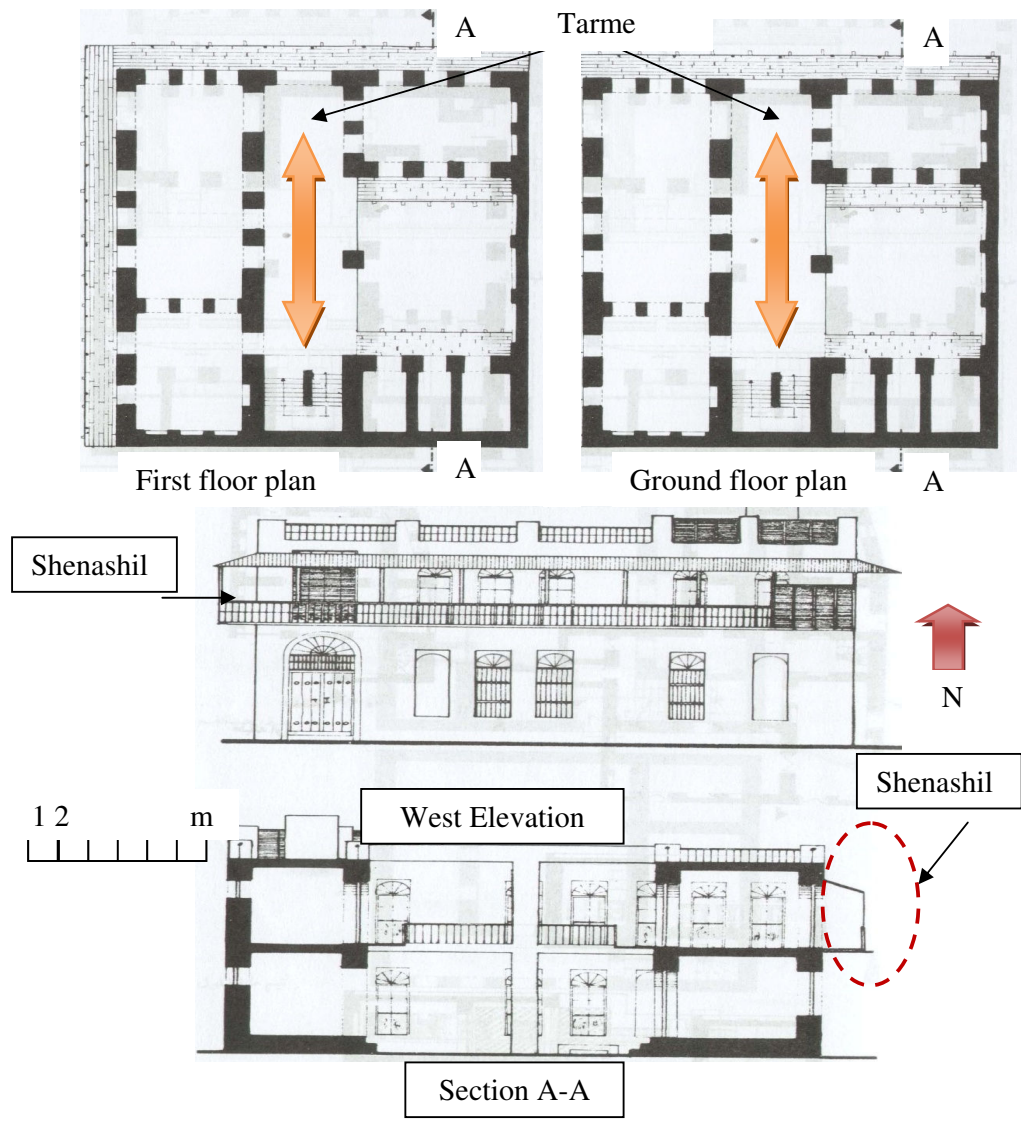 A
Tarme
A
First floor plan
A
Ground floor plan
A
Shenashil
N
Shenashil
1 2 m
West Elevation
Section A-A